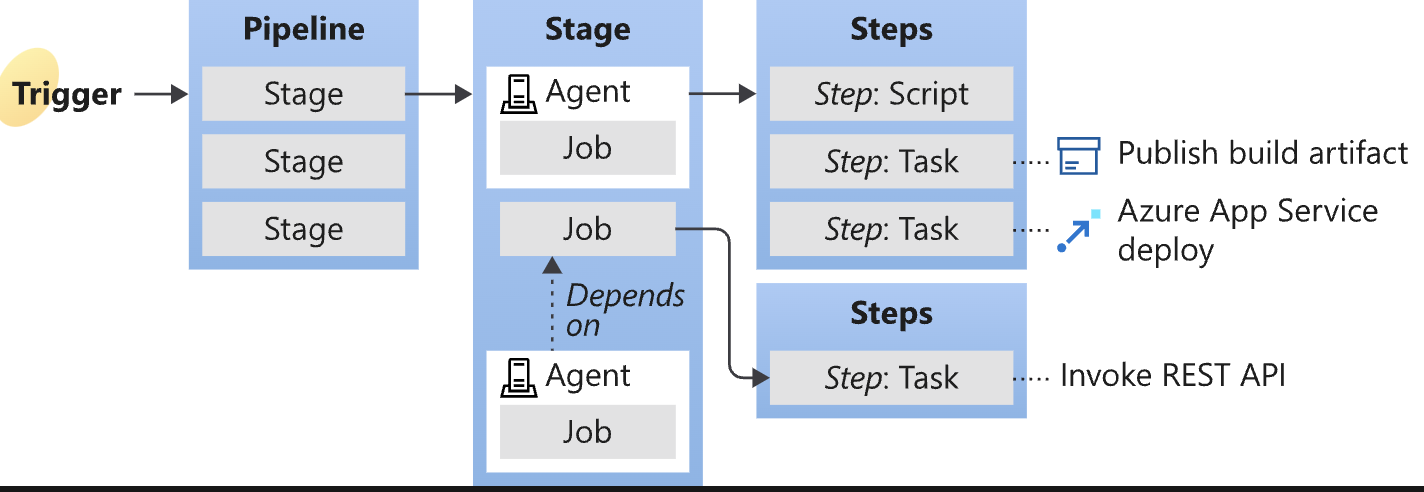 Trigger
Pipeline
Stage
Stage
Stage
Stage
Agent
Job
Job
Depends
on
Agent
Job
Steps
Step: Script
Step: Task
Publish build artifact
Step: Task
Azure App Service
deploy
Steps
Step: Task
Invoke REST API